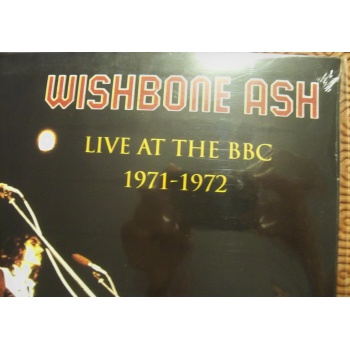 WISHBONE ASH
LIVE AT THE BBC
1971-1972